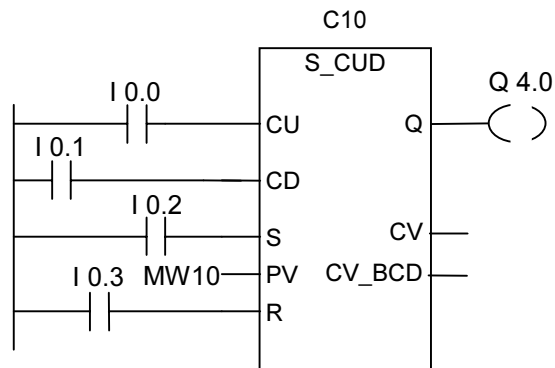 C10
S_CUD
I 0.0
CU
Q
Q 4.0
I 0.1
CD
I 0.2
S
CV
MW10
PV
CV_BCD
I 0.3
R